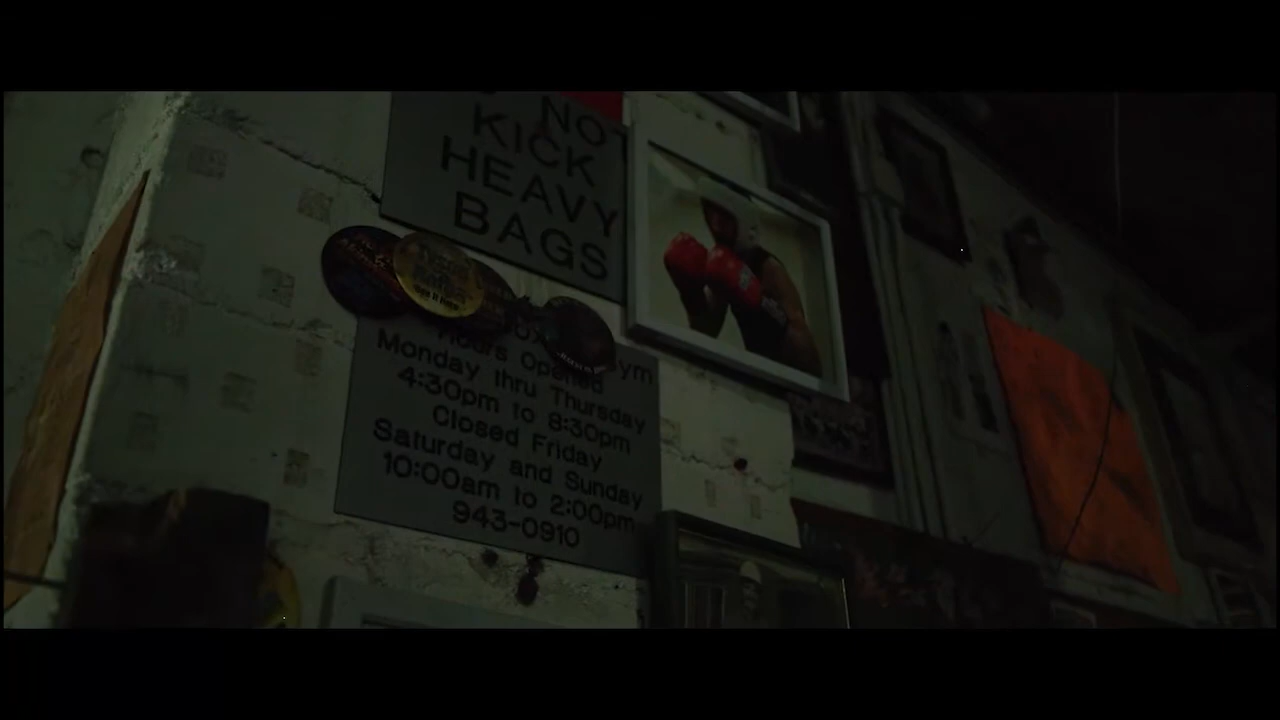 NOT
KICK
HEAVY
BAGS
Hours Opened
Monday thru Thursday
4:30pm to 8:30pm
Closed Friday
Saturday and Sunday
10:00am to 2:00pm
943-0910